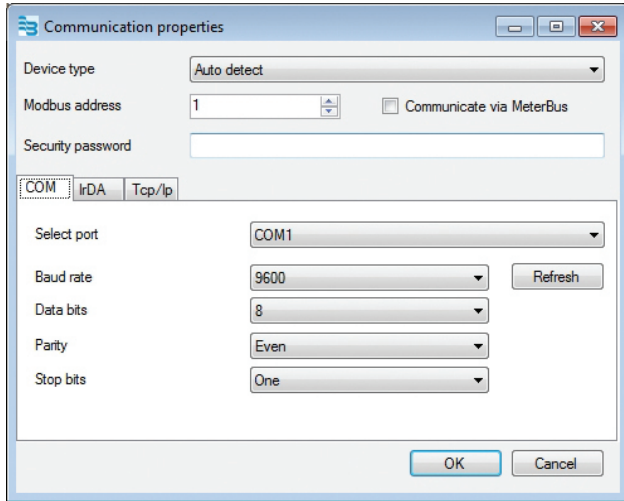 Communication properties
Device type Auto detect
Modbus address 1 Communicate via MeterBus
Security password
COM IrDA Tcp/Ip
Select port COM1
Baud rate 9600 Refresh
Data bits 8
Parity Even
Stop bits One
OK Cancel